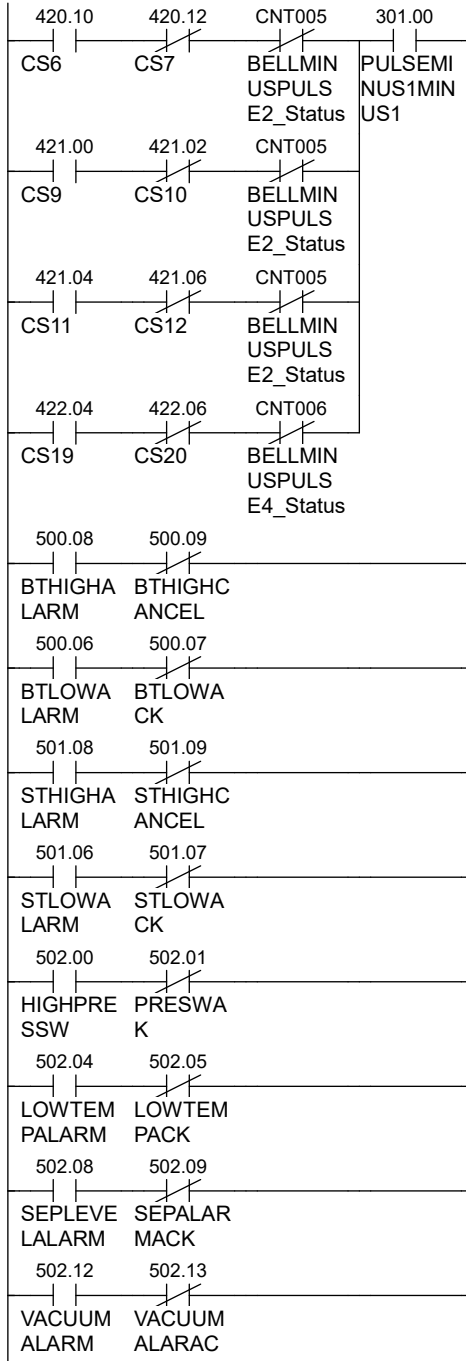 420.10 420.12 CNT005 301.00
CS6 CS7 BELLMIN PULSEMI
USPULS NUS1MIN
E2_Status US1
421.00 421.02 CNT005
CS9 CS10 BELLMIN
USPULS
E2_Status
421.04 421.06 CNT005
CS11 CS12 BELLMIN
USPULS
E2_Status
422.04 422.06 CNT006
CS19 CS20 BELLMIN
USPULS
E4_Status
500.08 500.09
BTHIGHA BTHIGHC
LARM ANCEL
500.06 500.07
BTLOWA BTLOWA
LARM CK
501.08 501.09
STHIGHA STHIGHC
LARM ANCEL
501.06 501.07
STLOWA STLOWA
LARM CK
502.00 502.01
HIGHPRE PRESWA
SSW K
502.04 502.05
LOWTEM LOWTEM
PALARM PACK
502.08 502.09
SEPLEVE SEPALAR
LALARM MACK
502.12 502.13
VACUUM VACUUM
ALARM ALARAC